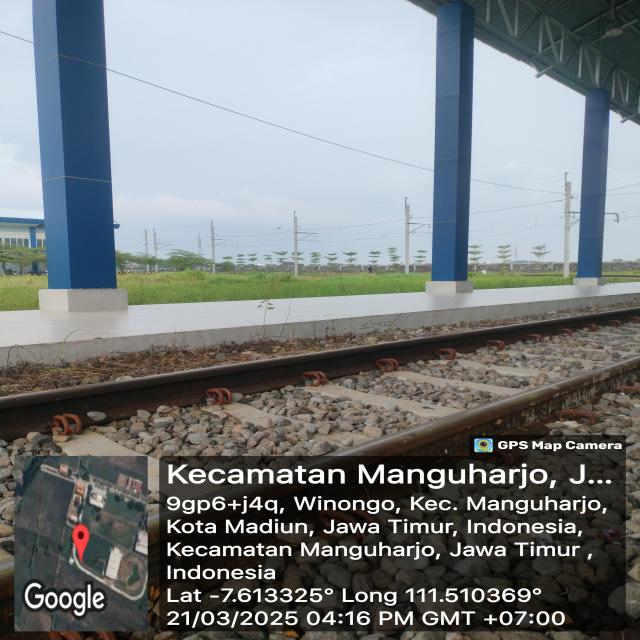 GPS Map Camera
Kecamatan Manguharjo, J...
9gp6+j4q, Winongo, Kec. Manguharjo,
Kota Madiun, Jawa Timur, Indonesia,
Kecamatan Manguharjo, Jawa Timur ,
Indonesia
Lat -7.613325° Long 111.510369°
21/03/2025 04:16 PM GMT +07:00
Google